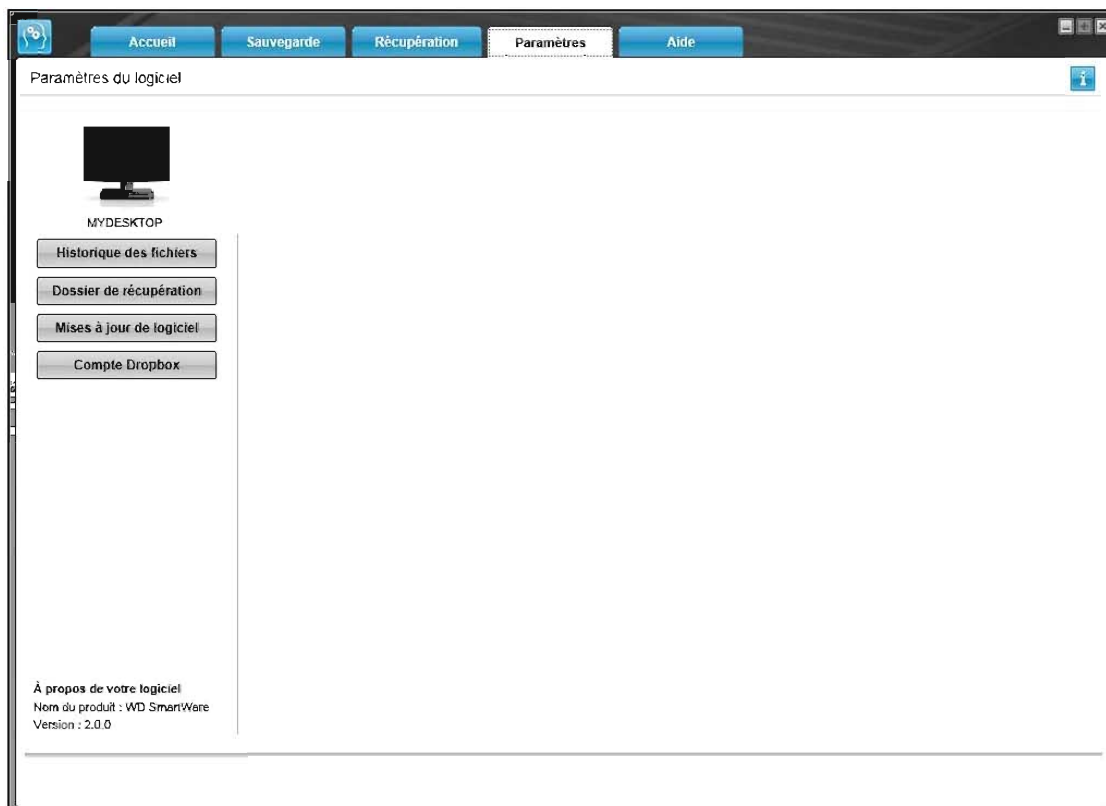 Accueil
Sauvegarde
Récupération
Paramètres
Aide
Paramètres du logiciel
MYDESKTOP
Historique des fichiers
Dossier de récupération
Mises à jour de logiciel
Compte Dropbox
À propos de votre logiciel
Nom du produit : WD SmartWare
Version : 2.0.0